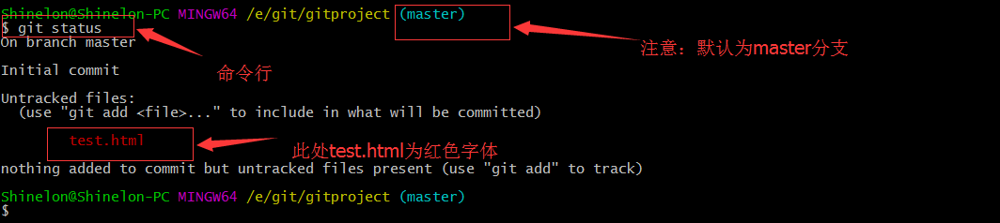 Shinelon@Shinelon-PC MINGW64 /e/git/gitproject (master)
$ git status
On branch master
注意：默认为master分支
命令行
Initial commit
Untracked files:
(use "git add <file>..." to include in what will be committed)
test.html
此处test.html为红色字体
nothing added to commit but untracked files present (use "git add" to track)
Shinelon@Shinelon-PC MINGW64 /e/git/gitproject (master)
$